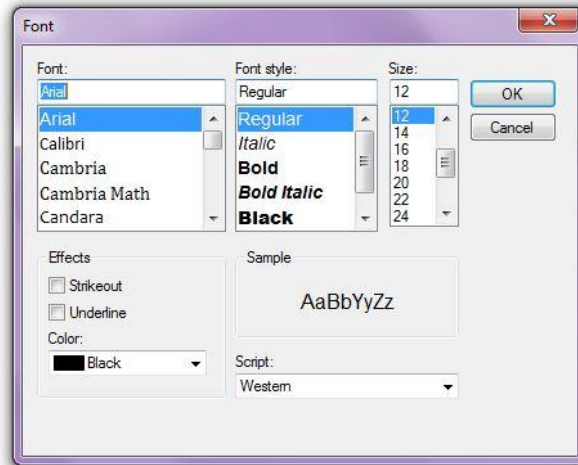 Font
Font:
Arial
Arial
Calibri
Cambria
Cambria Math
Candara
Font style:
Regular
Regular
Italic
Bold
Bold Italic
Black
Size:
12
12
14
16
18
20
22
24
OK
Cancel
Effects
Strikeout
Underline
Color:
Black
Sample
AaBbYyZz
Script:
Western